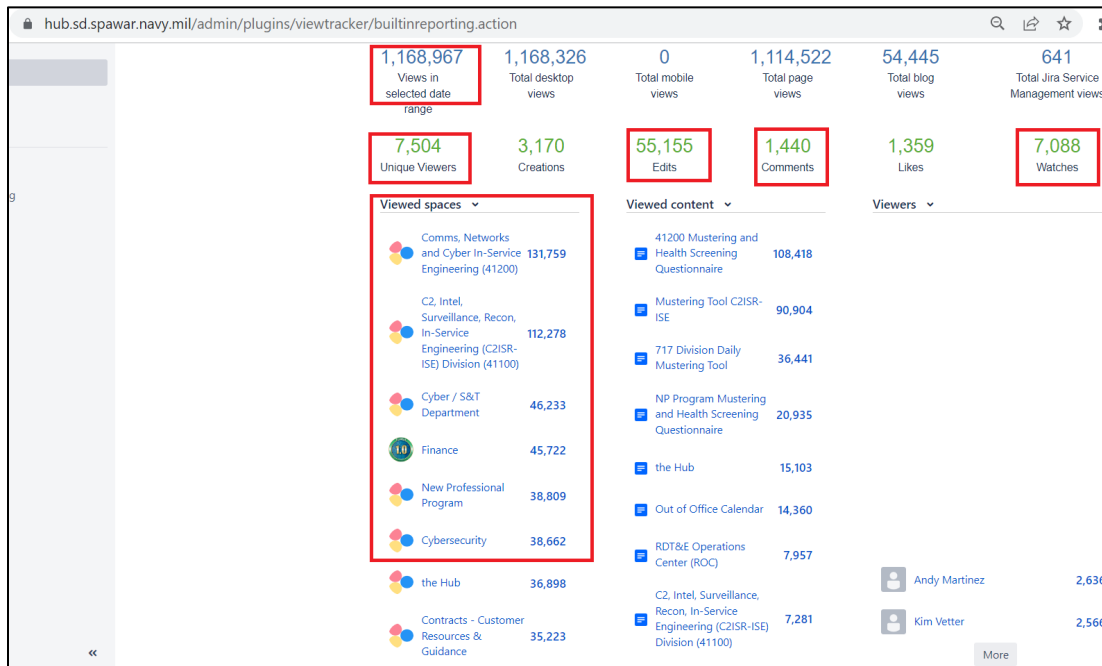 hub.sd.spawar.navy.mil/admin/plugins/viewtracker/builtinreporting.action
1,168,967
Views in
selected date
range
1,168,326
Total desktop
views
0
Total mobile
views
1,114,522
Total page
views
54,445
Total blog
views
641
Total Jira Service
Management views
7,504
Unique Viewers
3,170
Creations
55,155
Edits
1,440
Comments
1,359
Likes
7,088
Watches
g
Viewed spaces
Comms, Networks
and Cyber In-Service 131,759
Engineering (41200)
C2, Intel,
Surveillance, Recon,
In-Service 112,278
Engineering (C2ISR-
ISE) Division (41100)
Cyber / S&T
Department 46,233
1.0
Finance 45,722
New Professional
Program 38,809
Cybersecurity 38,662
the Hub 36,898
Contracts - Customer
Resources & 35,223
Guidance
Viewed content
41200 Mustering and
Health Screening 108,418
Questionnaire
Mustering Tool C2ISR-
ISE 90,904
717 Division Daily
Mustering Tool 36,441
NP Program Mustering
and Health Screening 20,935
Questionnaire
the Hub 15,103
Out of Office Calendar 14,360
RDT&E Operations
Center (ROC) 7,957
C2, Intel, Surveillance,
Recon, In-Service
Engineering (C2ISR-ISE) 7,281
Division (41100)
Viewers
Andy Martinez 2,636
Kim Vetter 2,566
More
«